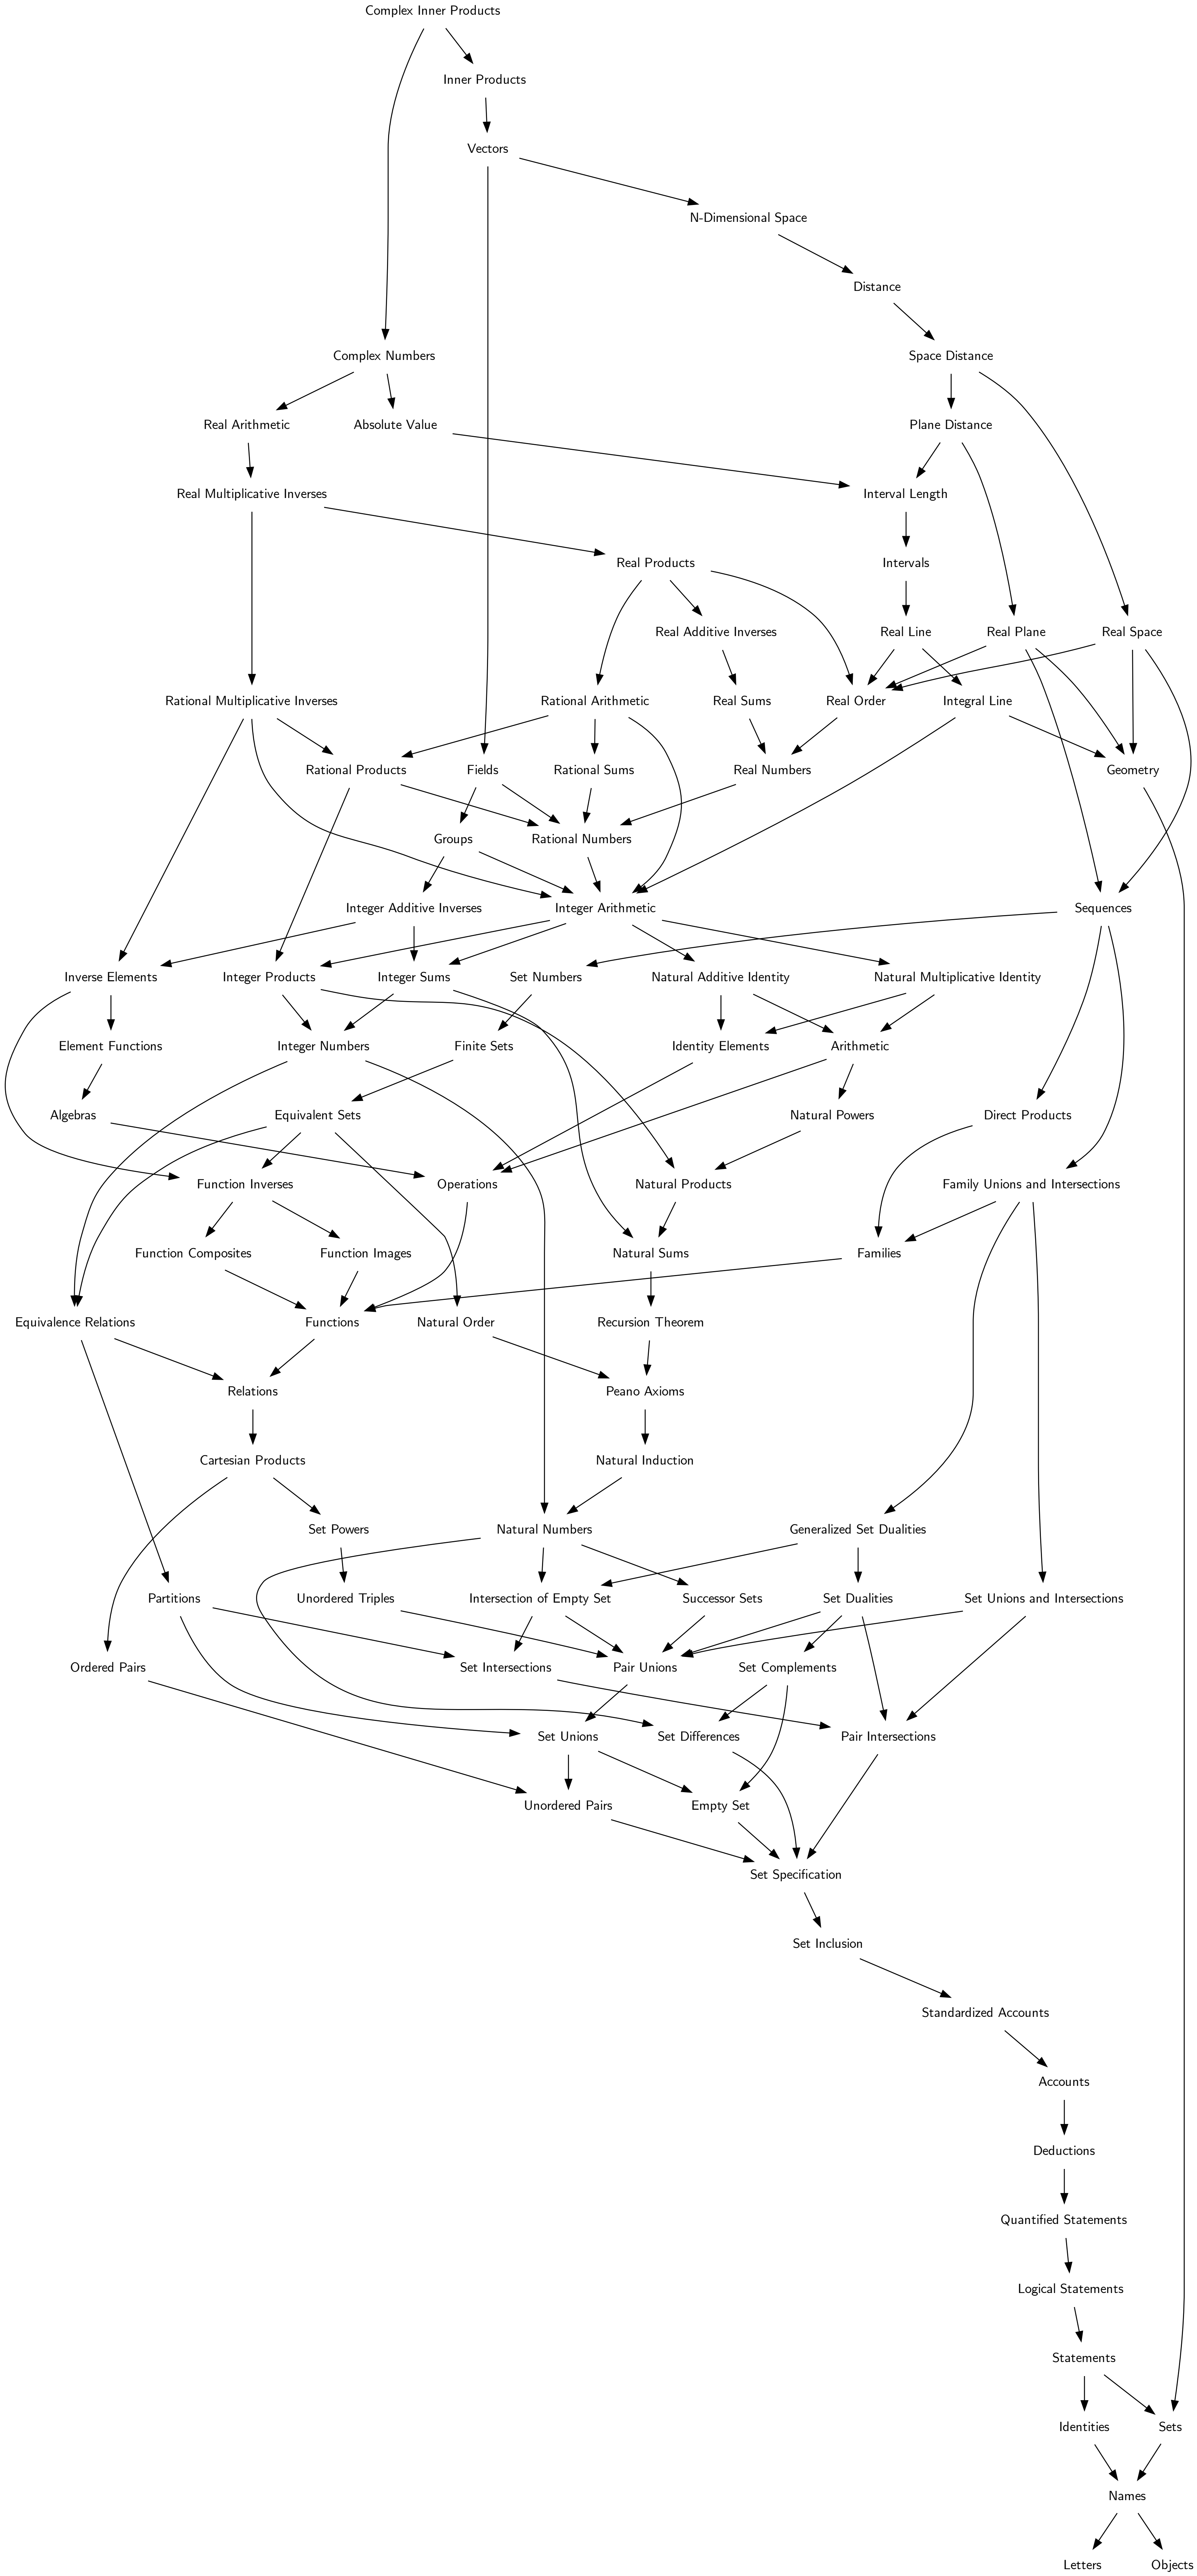 Complex Inner Products
Inner Products
Vectors
N-Dimensional Space
Distance
Complex Numbers
Space Distance
Real Arithmetic
Absolute Value
Plane Distance
Real Multiplicative Inverses
Interval Length
Real Products
Intervals
Real Additive Inverses
Real Line
Real Plane
Real Space
Rational Multiplicative Inverses
Rational Arithmetic
Real Sums
Real Order
Integral Line
Rational Products
Fields
Rational Sums
Real Numbers
Geometry
Groups
Rational Numbers
Integer Additive Inverses
Integer Arithmetic
Sequences
Inverse Elements
Integer Products
Integer Sums
Set Numbers
Natural Additive Identity
Natural Multiplicative Identity
Element Functions
Integer Numbers
Finite Sets
Identity Elements
Arithmetic
Algebras
Equivalent Sets
Natural Powers
Direct Products
Function Inverses
Operations
Natural Products
Family Unions and Intersections
Function Composites
Function Images
Natural Sums
Families
Equivalence Relations
Functions
Natural Order
Recursion Theorem
Relations
Peano Axioms
Cartesian Products
Natural Induction
Set Powers
Natural Numbers
Generalized Set Dualities
Partitions
Unordered Triples
Intersection of Empty Set
Successor Sets
Set Dualities
Set Unions and Intersections
Ordered Pairs
Set Intersections
Pair Unions
Set Complements
Set Unions
Set Differences
Pair Intersections
Unordered Pairs
Empty Set
Set Specification
Set Inclusion
Standardized Accounts
Accounts
Deductions
Quantified Statements
Logical Statements
Statements
Identities
Sets
Names
Letters
Objects